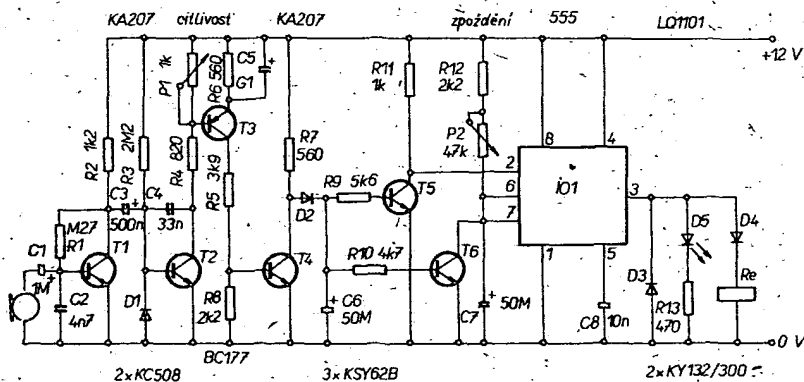 KA207 citlivost KA207 zpoždění 555 LQ1101
+12 V
P1 1k
R6 560
C5
G1
R11
1k
R12
2k2
P2
47k
R2 1k2
R3 2M2
R4 820
R5 3k9
T3
R7
560
8
4
2
6
7
3
1
5
IO1
C3
500n
C4
33n
D2
R9 5k6
T5
M27
R1
T1
C1
1M
C2
4n7
D1
T2
R8
2k2
T4
R10 4k7
T6
C6
50M
C7
50M
C8
10n
D3
D5
D4
R13
470
Re
0 V
BC177
2×KC508 3×KSY62B 2×KY132/300